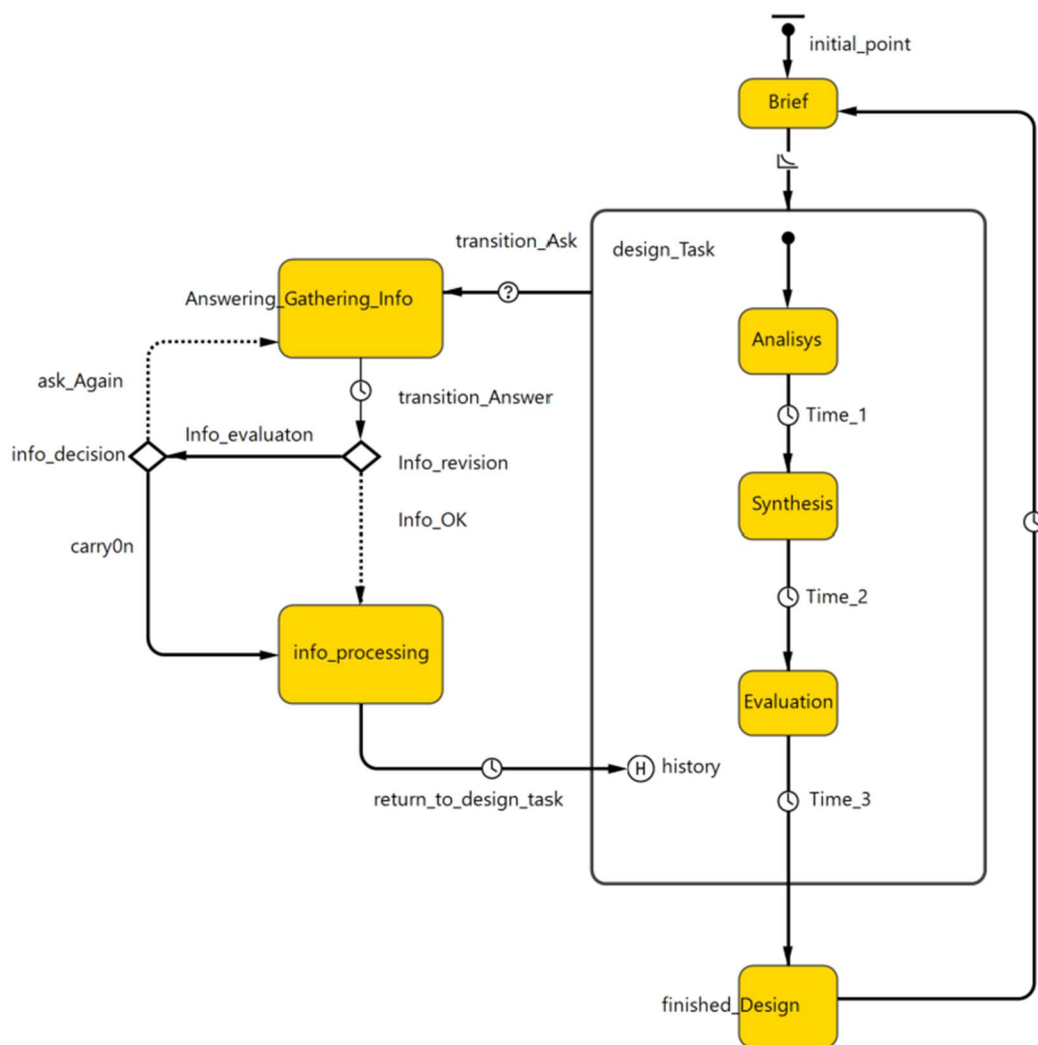 initial_point
Brief
transition_Ask
design_Task
?
Answering_Gathering_Info
Analisys
ask_Again
transition_Answer
Time_1
Info_evaluaton
info_decision
Info_revision
Synthesis
Info_OK
carry0n
Time_2
info_processing
Evaluation
H history
return_to_design_task
Time_3
finished_Design